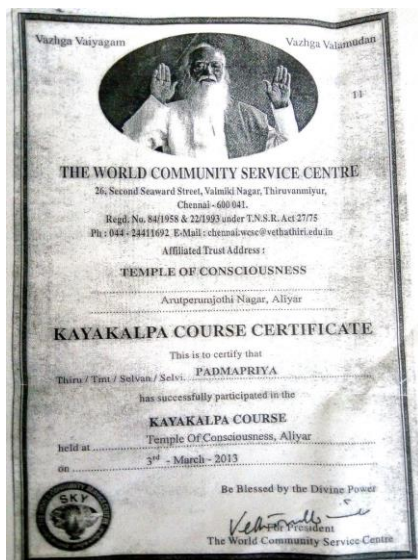 Vazhga Vaiyagam Vazhga Valamudan
11
THE WORLD COMMUNITY SERVICE CENTRE
26, Second Seaward Street, Valmiki Nagar, Thiruvanmiyur,
Chennai - 600 041.
Regd. No. 84/1958 & 22/1993 under T.N.S.R. Act 27/75
Ph : 044 - 24411692 E-Mail : chennai.wcsc@vethathiri.edu.in
Affiliated Trust Address :
TEMPLE OF CONSCIOUSNESS
Arutperumjothi Nagar, Aliyar
KAYAKALPA COURSE CERTIFICATE
This is to certify that
Thiru / Tmt / Selvan / Selvi. PADMAPRIYA
has successfully participated in the
KAYAKALPA COURSE
held at Temple Of Consciousness, Aliyar
on 3rd - March - 2013
Be Blessed by the Divine Power
SKY
President
The World Community Service Centre